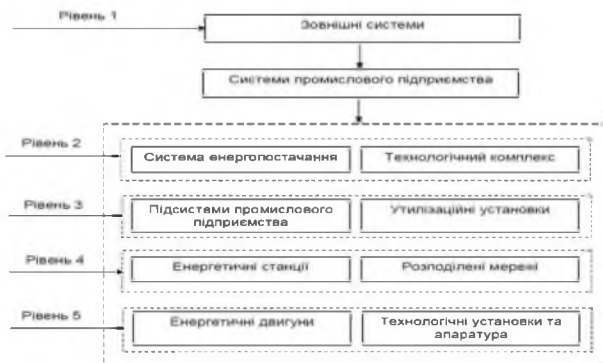 Рівень 1
Зовнішні системи
Системи промислового підприємства
Рівень 2
Система енергопостачання
Технологічний комплекс
Рівень 3
Підсистеми промислового
підприємства
Утилізаційні установки
Рівень 4
Енергетичні станції
Розподілені мережі
Рівень 5
Енергетичні двигуни
Технологічні установки та
апаратура